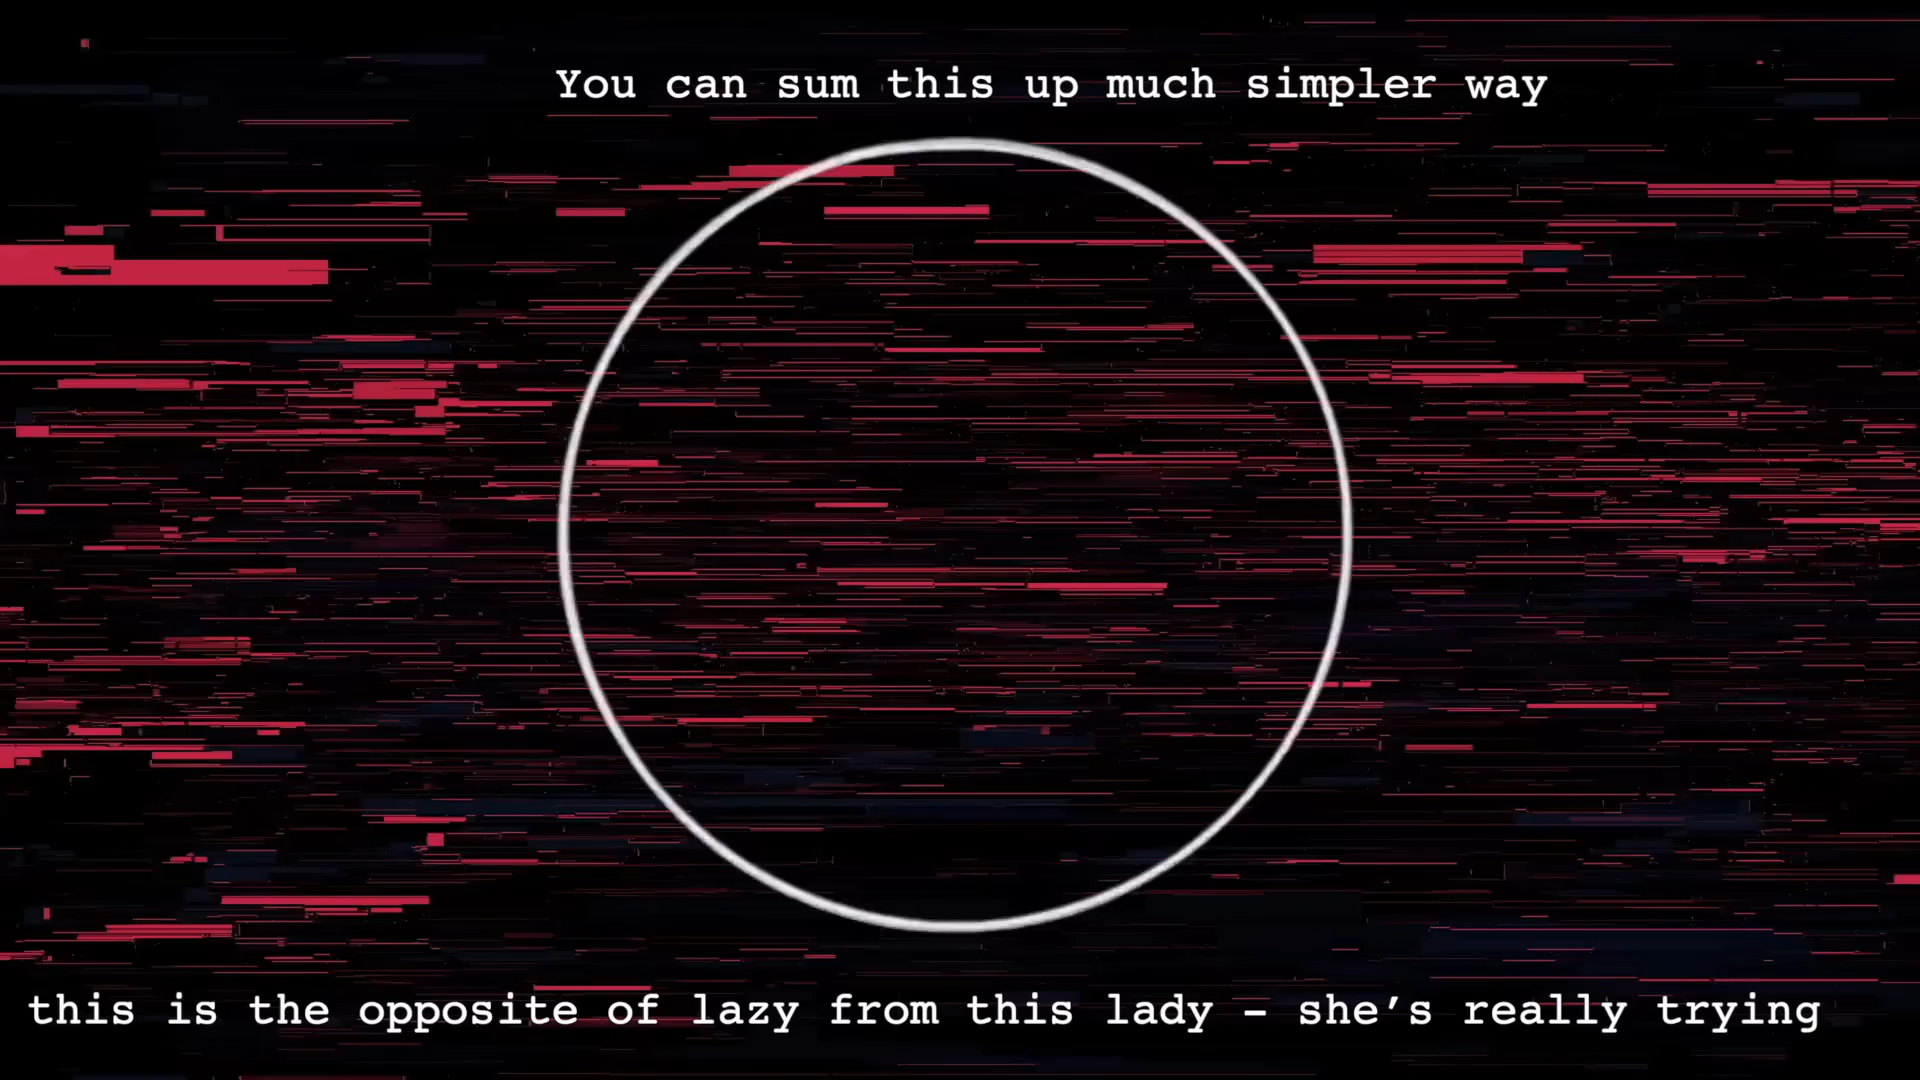 You can sum this up much simpler way
this is the opposite of lazy from this lady – she’s really trying